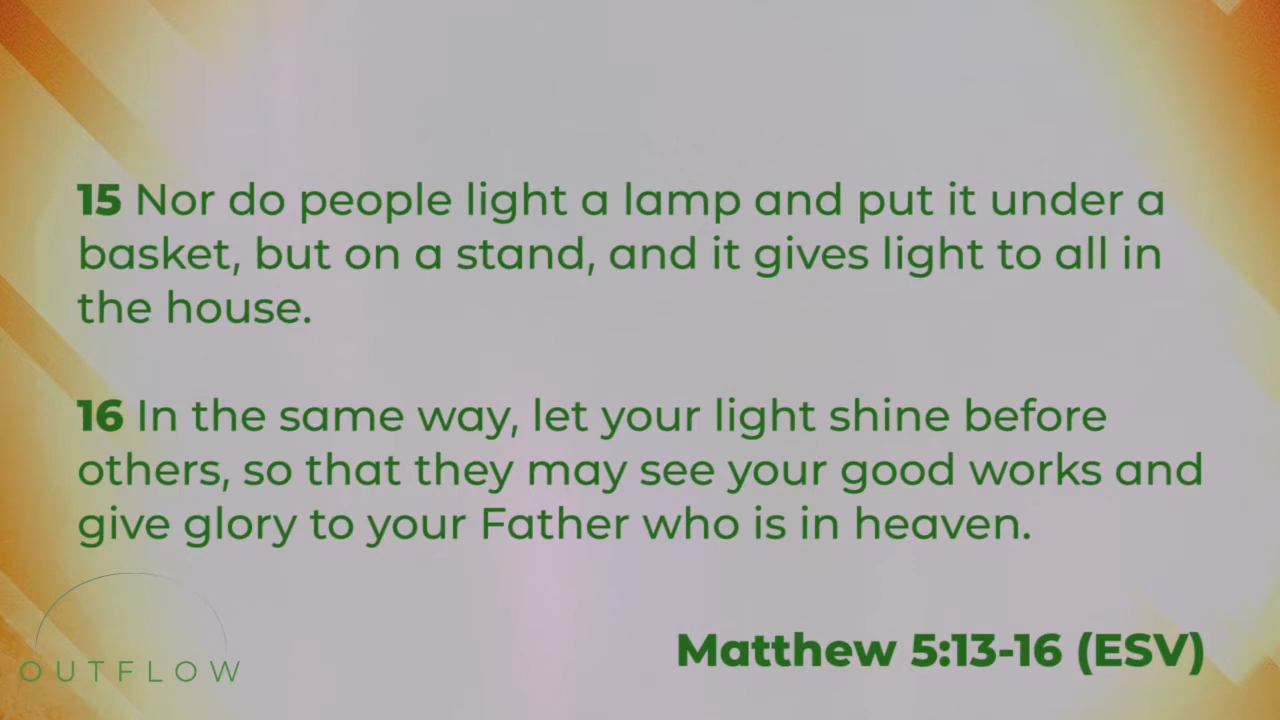 15 Nor do people light a lamp and put it under a
basket, but on a stand, and it gives light to all in
the house.
16 In the same way, let your light shine before
others, so that they may see your good works and
give glory to your Father who is in heaven.
Matthew 5:13-16 (ESV)
OUTFLOW